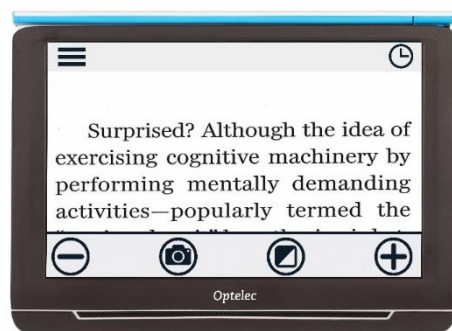 Surprised? Although the idea of
exercising cognitive machinery by
performing mentally demanding
activities—popularly termed the
Optelec